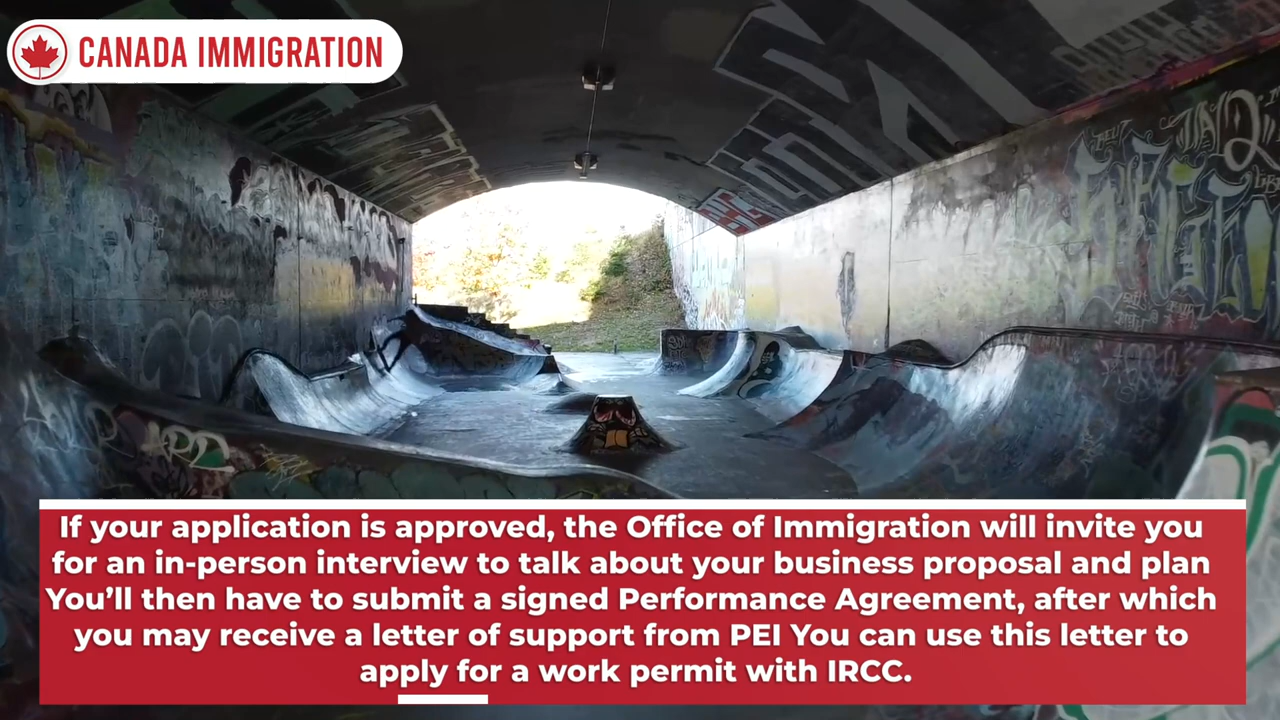 CANADA IMMIGRATION
If your application is approved, the Office of Immigration will invite you
for an in-person interview to talk about your business proposal and plan
You’ll then have to submit a signed Performance Agreement, after which
you may receive a letter of support from PEI You can use this letter to
apply for a work permit with IRCC.